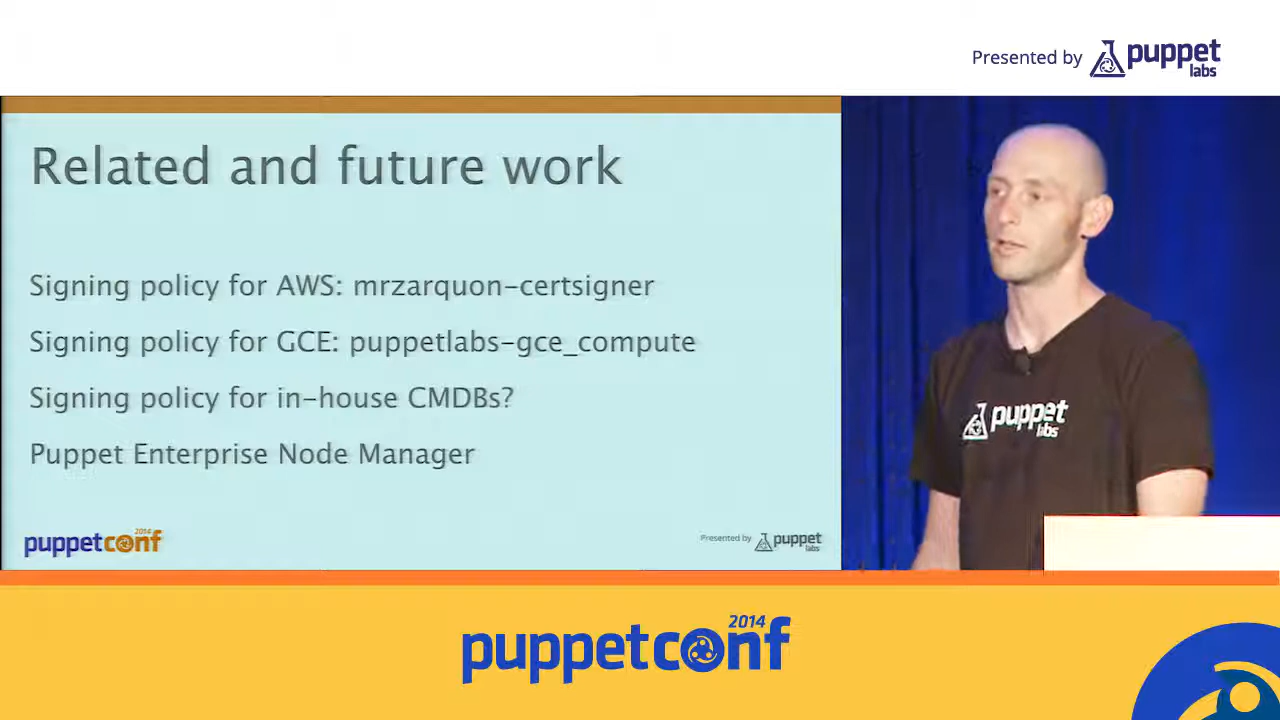 Presented by puppet labs
Related and future work
Signing policy for AWS: mrzarquon-certsigner
Signing policy for GCE: puppetlabs-gce_compute
Signing policy for in-house CMDBs?
Puppet Enterprise Node Manager
puppetconf 2014
Presented by puppet labs
puppet labs
puppetconf 2014